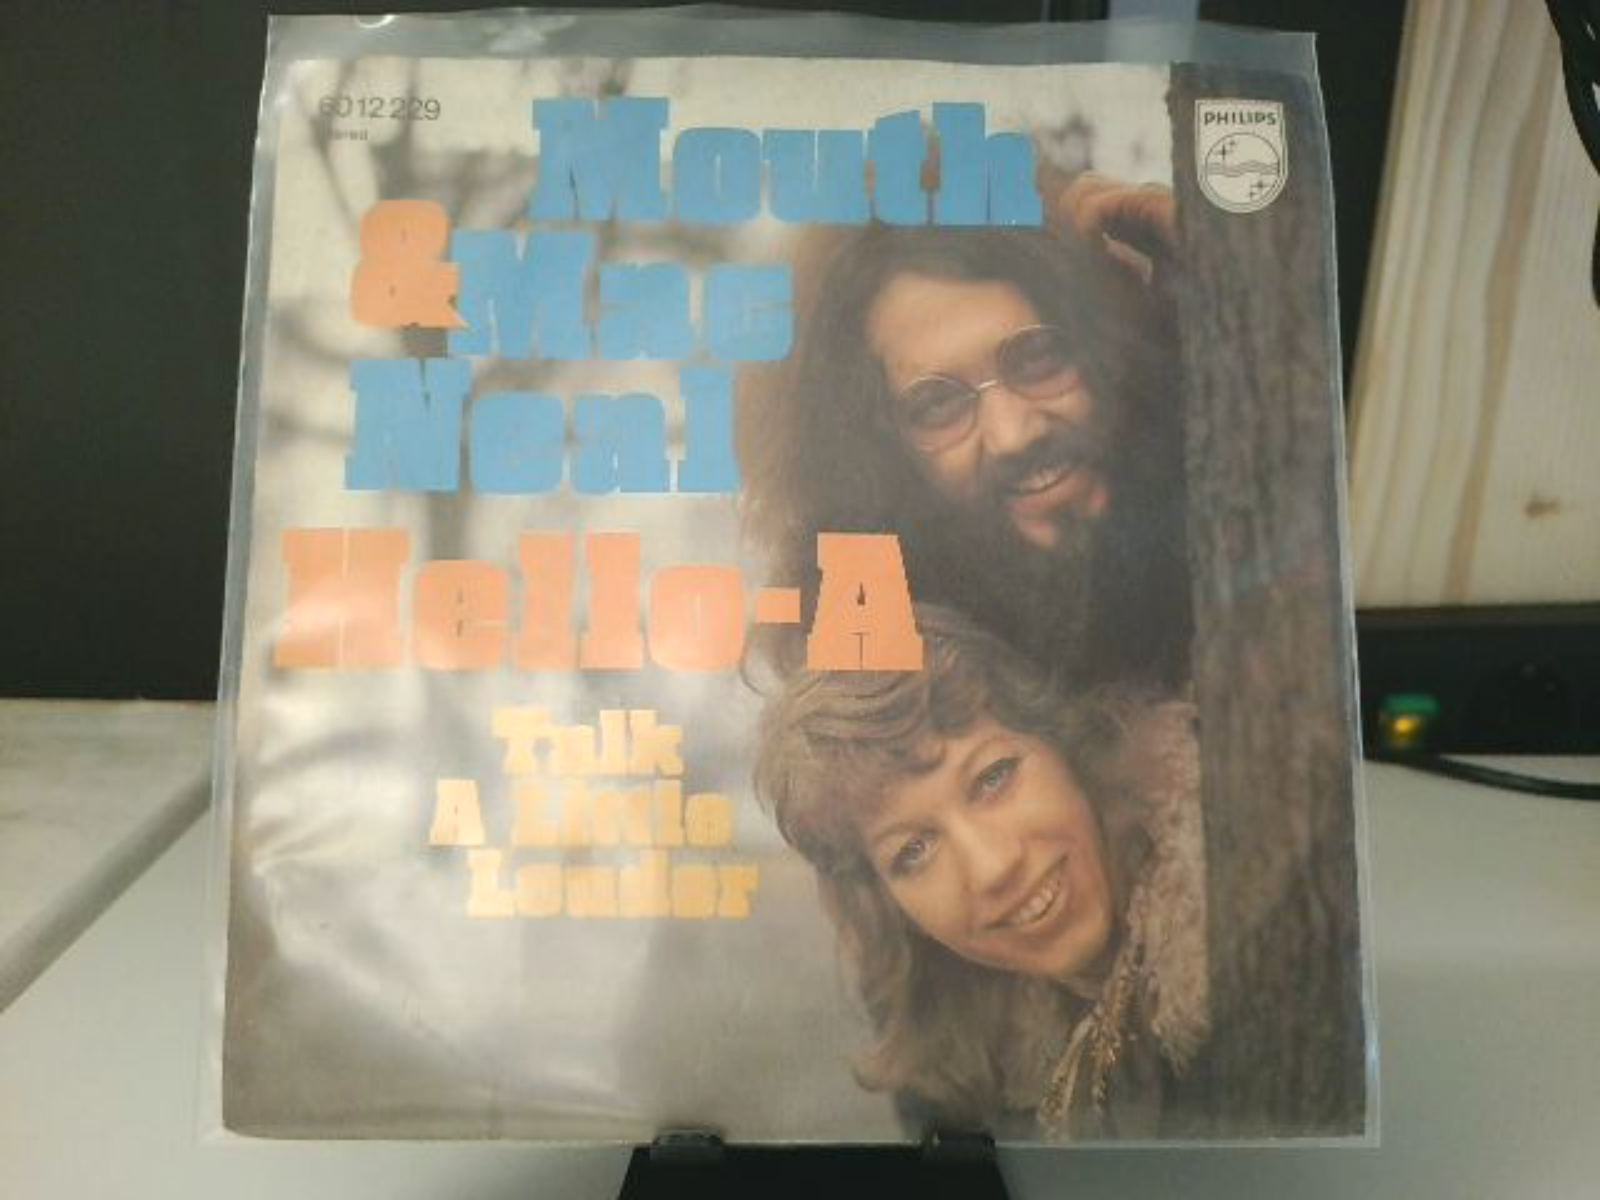 6012 229
stereo
PHILIPS
Mouth
& Mac
Neal
Hello-A
Talk
A Little
Louder